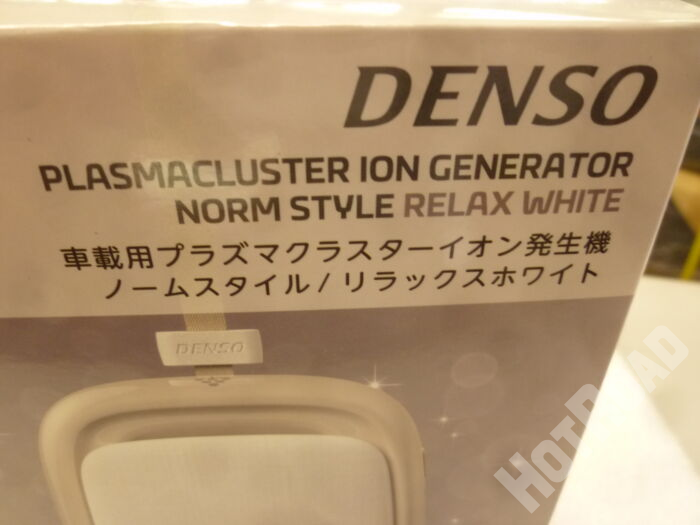 DENSO
PLASMACLUSTER ION GENERATOR
NORM STYLE RELAX WHITE
車載用プラズマクラスターイオン発生機
ノームスタイル/リラックスホワイト
DENSO
HOTROAD